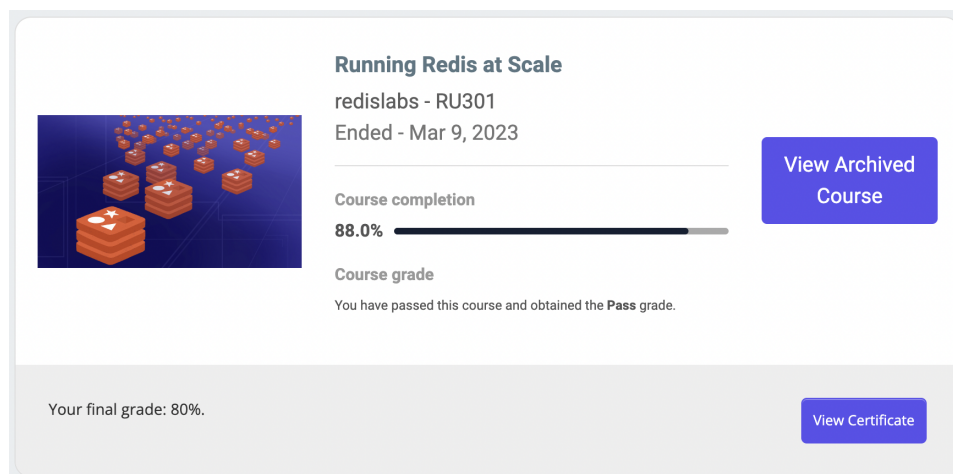 Running Redis at Scale
redislabs - RU301
Ended - Mar 9, 2023
Course completion
88.0%
Course grade
You have passed this course and obtained the Pass grade.
View Archived
Course
Your final grade: 80%.
View Certificate